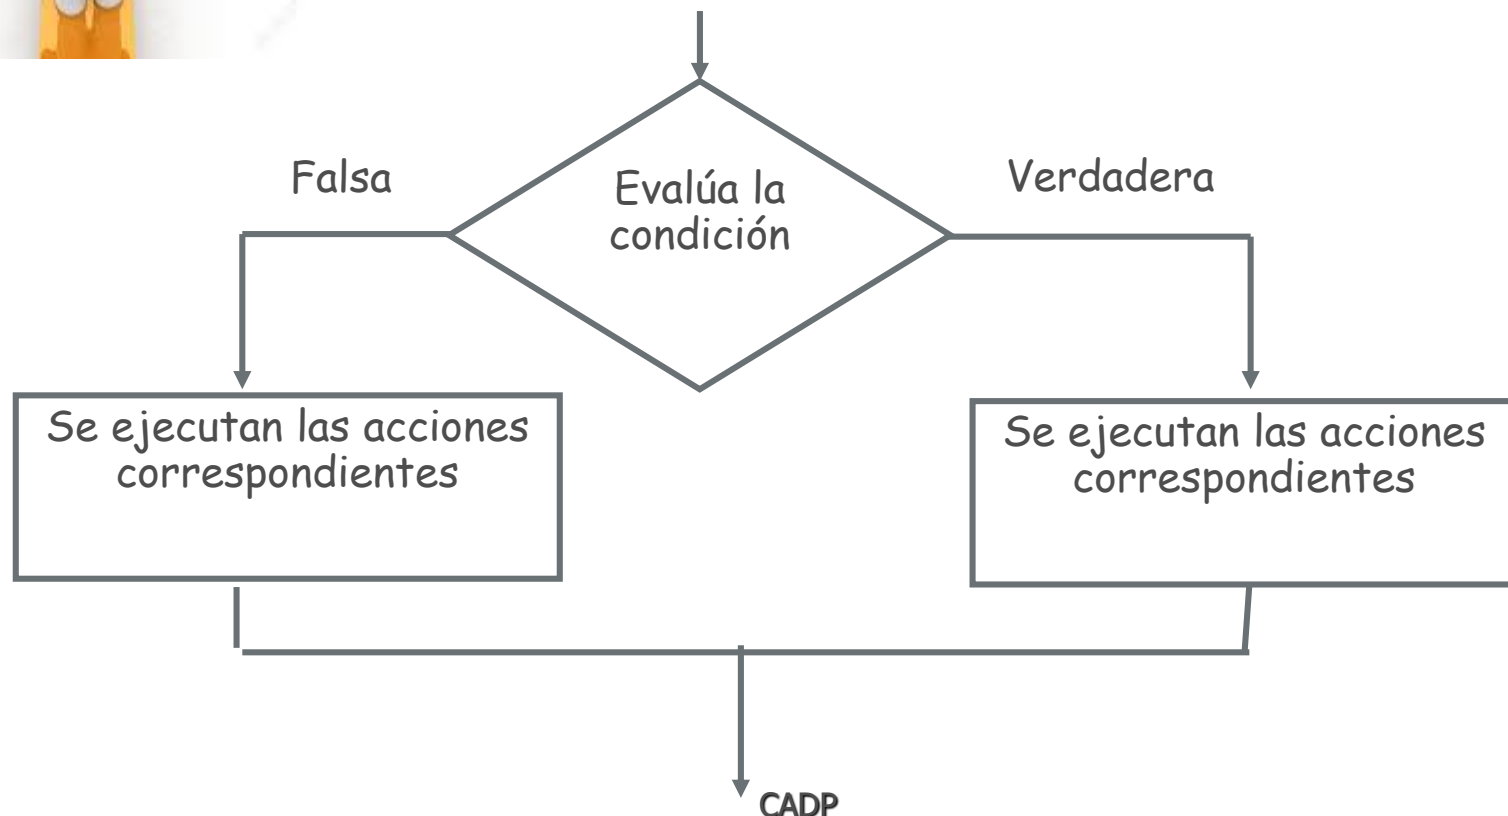 Falsa
Evalúa la
condición
Verdadera
Se ejecutan las acciones
correspondientes
Se ejecutan las acciones
correspondientes
CADP